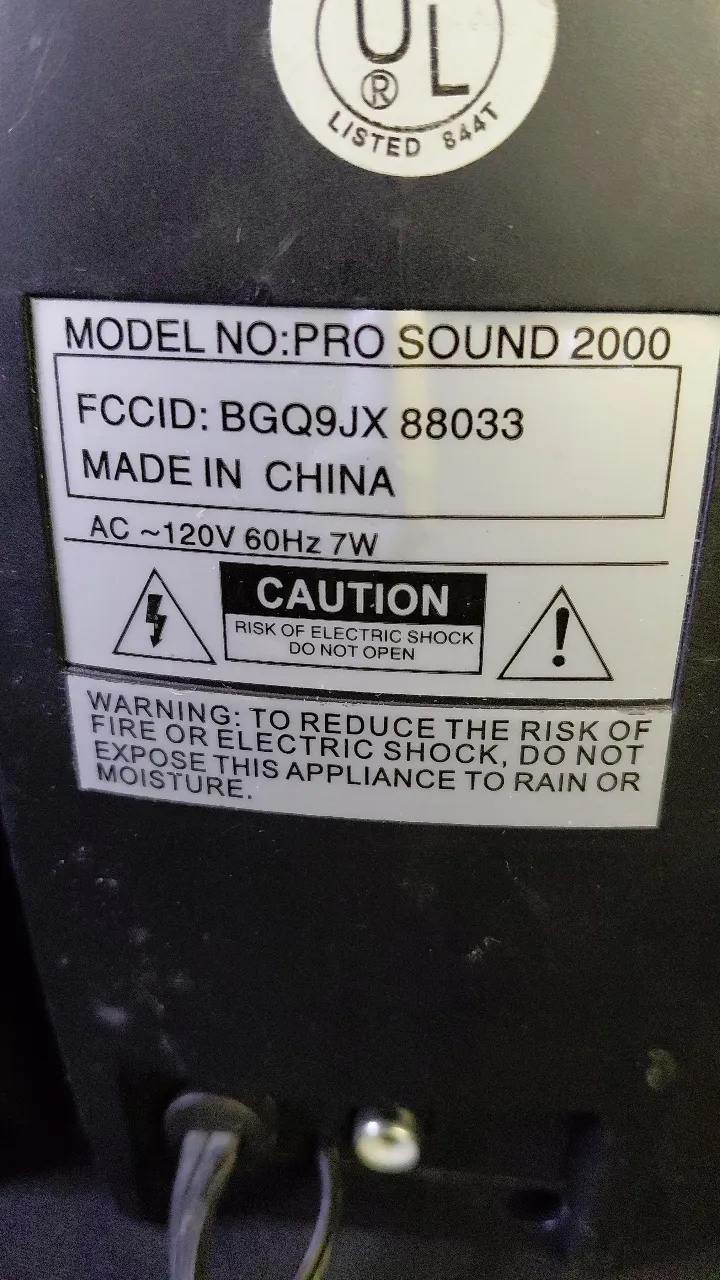 UL
®
LISTED 844T
MODEL NO:PRO SOUND 2000
FCCID: BGQ9JX 88033
MADE IN CHINA
AC ~120V 60Hz 7W
CAUTION
RISK OF ELECTRIC SHOCK
DO NOT OPEN
WARNING: TO REDUCE THE RISK OF
FIRE OR ELECTRIC SHOCK, DO NOT
EXPOSE THIS APPLIANCE TO RAIN OR
MOISTURE.